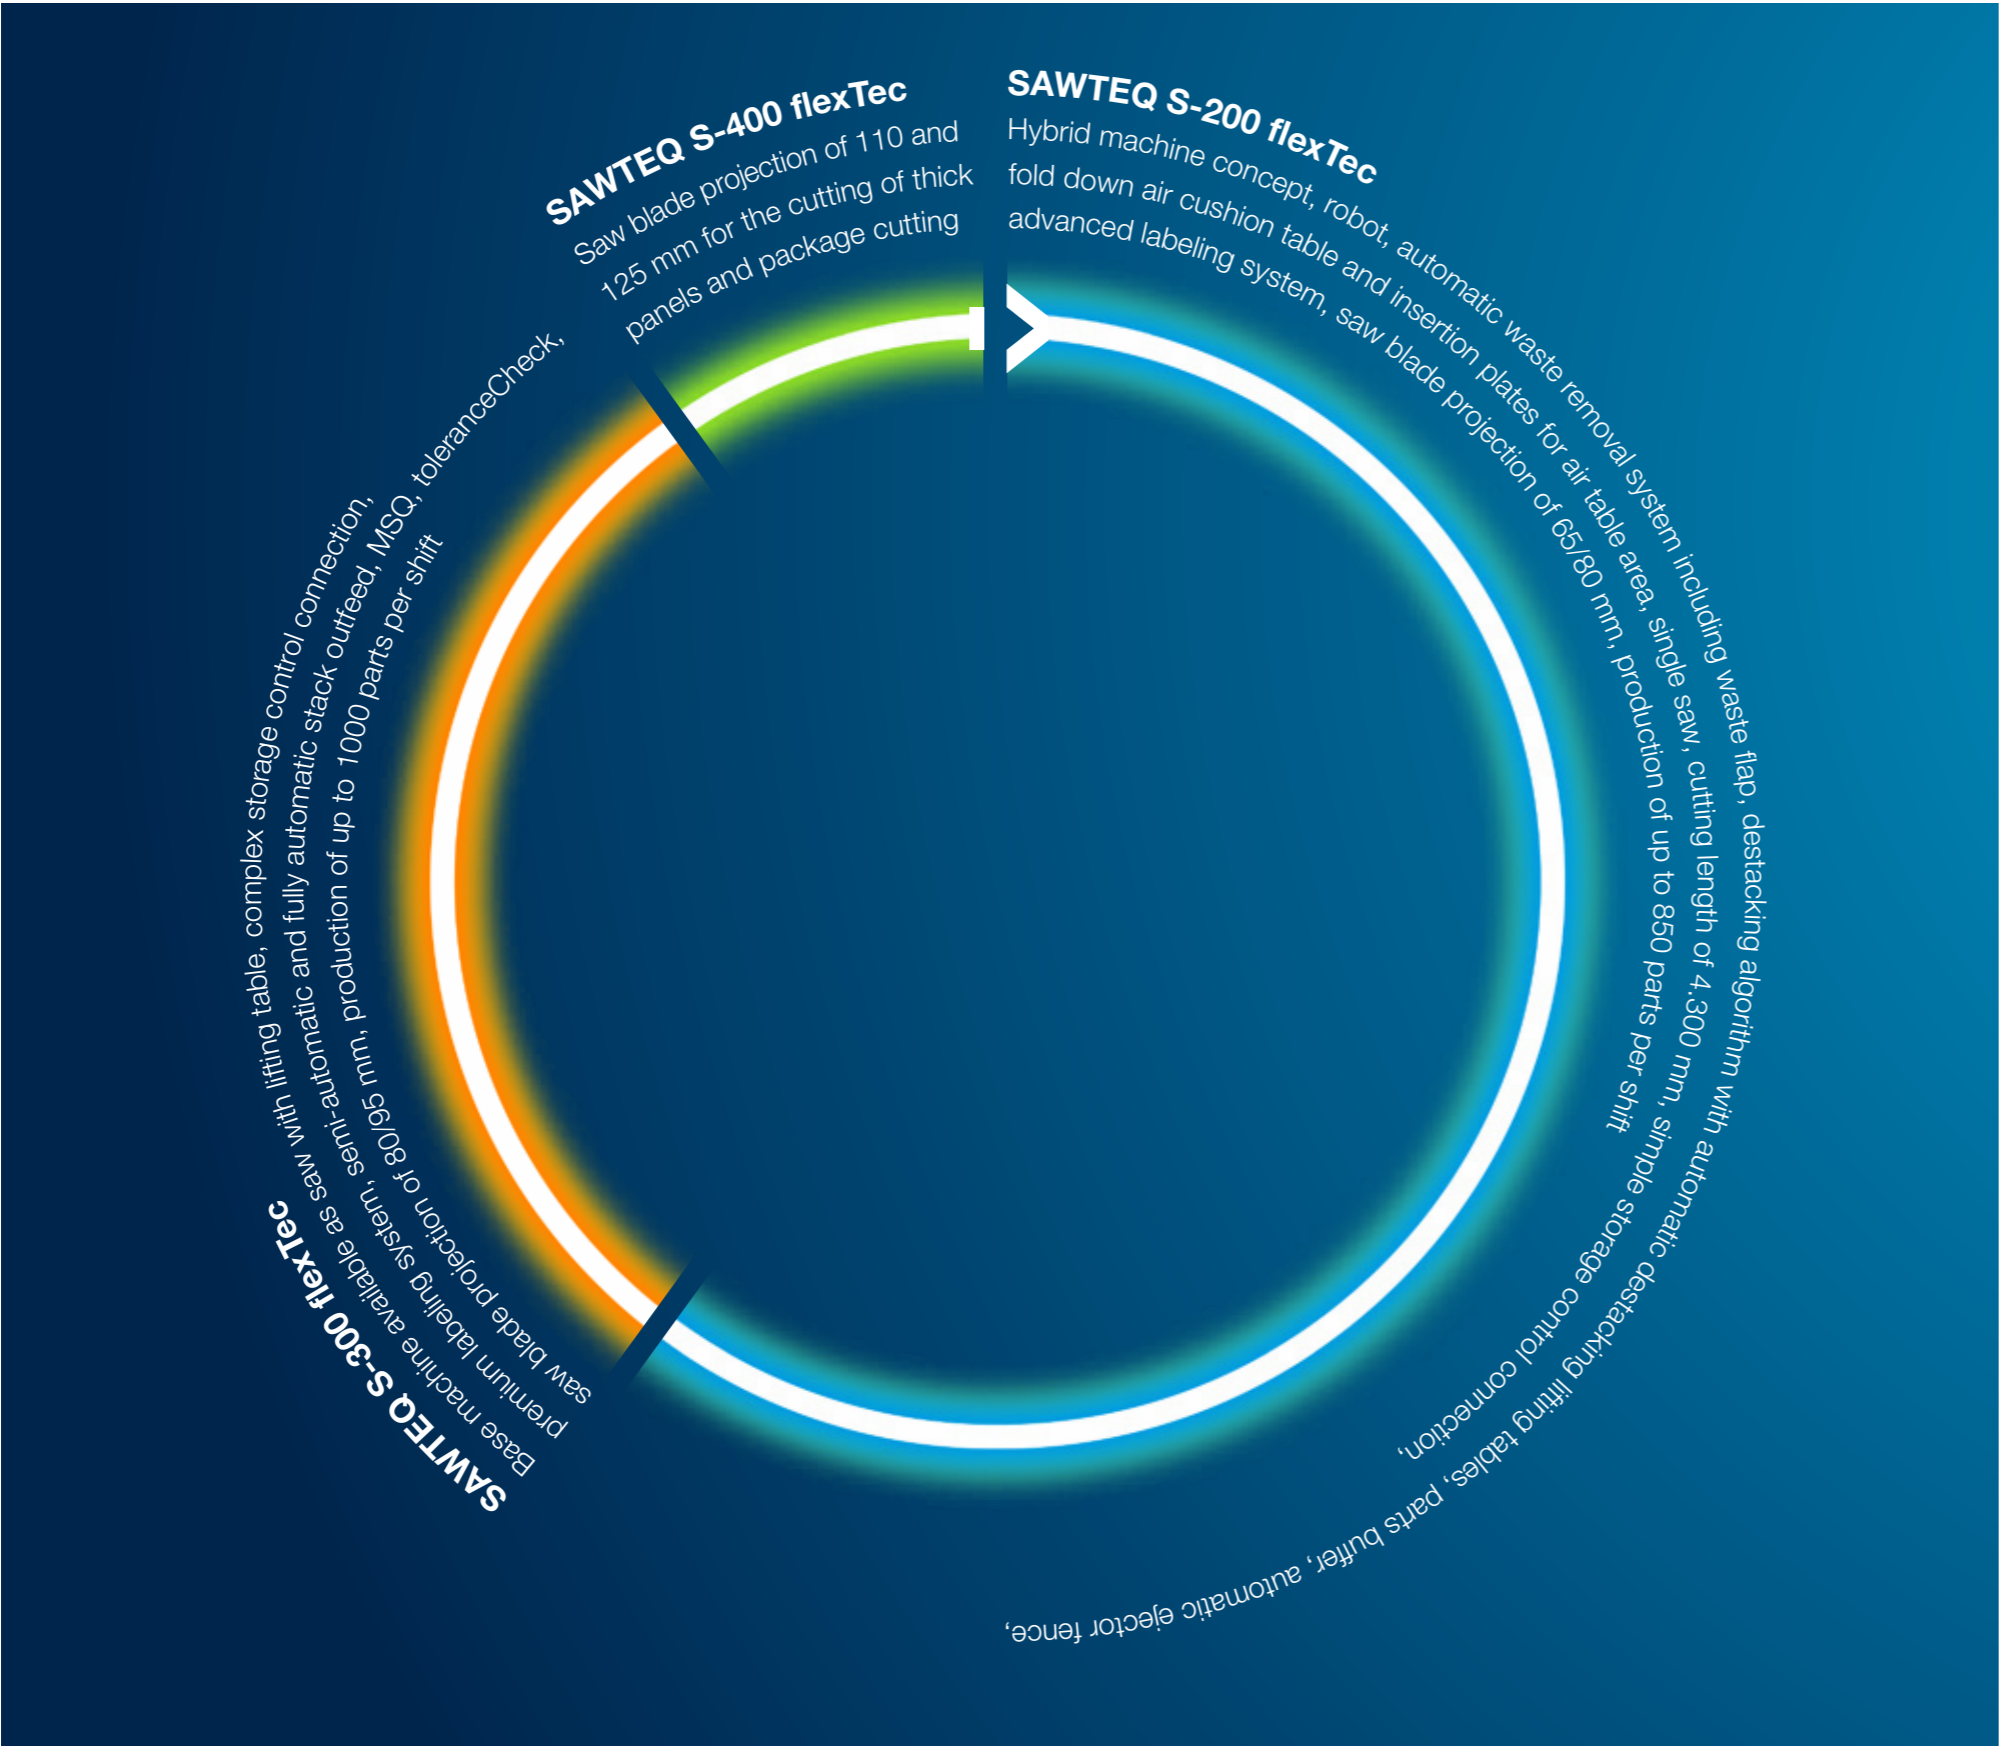 SAWTEQ S-200 flexTec
Hybrid machine concept, robot, automatic waste removal system including waste flap, destacking algorithm with automatic destacking lifting tables, parts buffer, automatic ejector fence,
fold down air cushion table and insertion plates for air table area, single saw, cutting length of 4.300 mm, simple storage control connection,
advanced labeling system, saw blade projection of 65/80 mm, production of up to 850 parts per shift
SAWTEQ S-300 flexTec
Base machine available as saw with lifting table, complex storage control connection,
premium labeling system, semi-automatic and fully automatic stack outfeed, MSQ, toleranceCheck,
saw blade projection of 80/95 mm, production of up to 1000 parts per shift
SAWTEQ S-400 flexTec
Saw blade projection of 110 and
125 mm for the cutting of thick
panels and package cutting